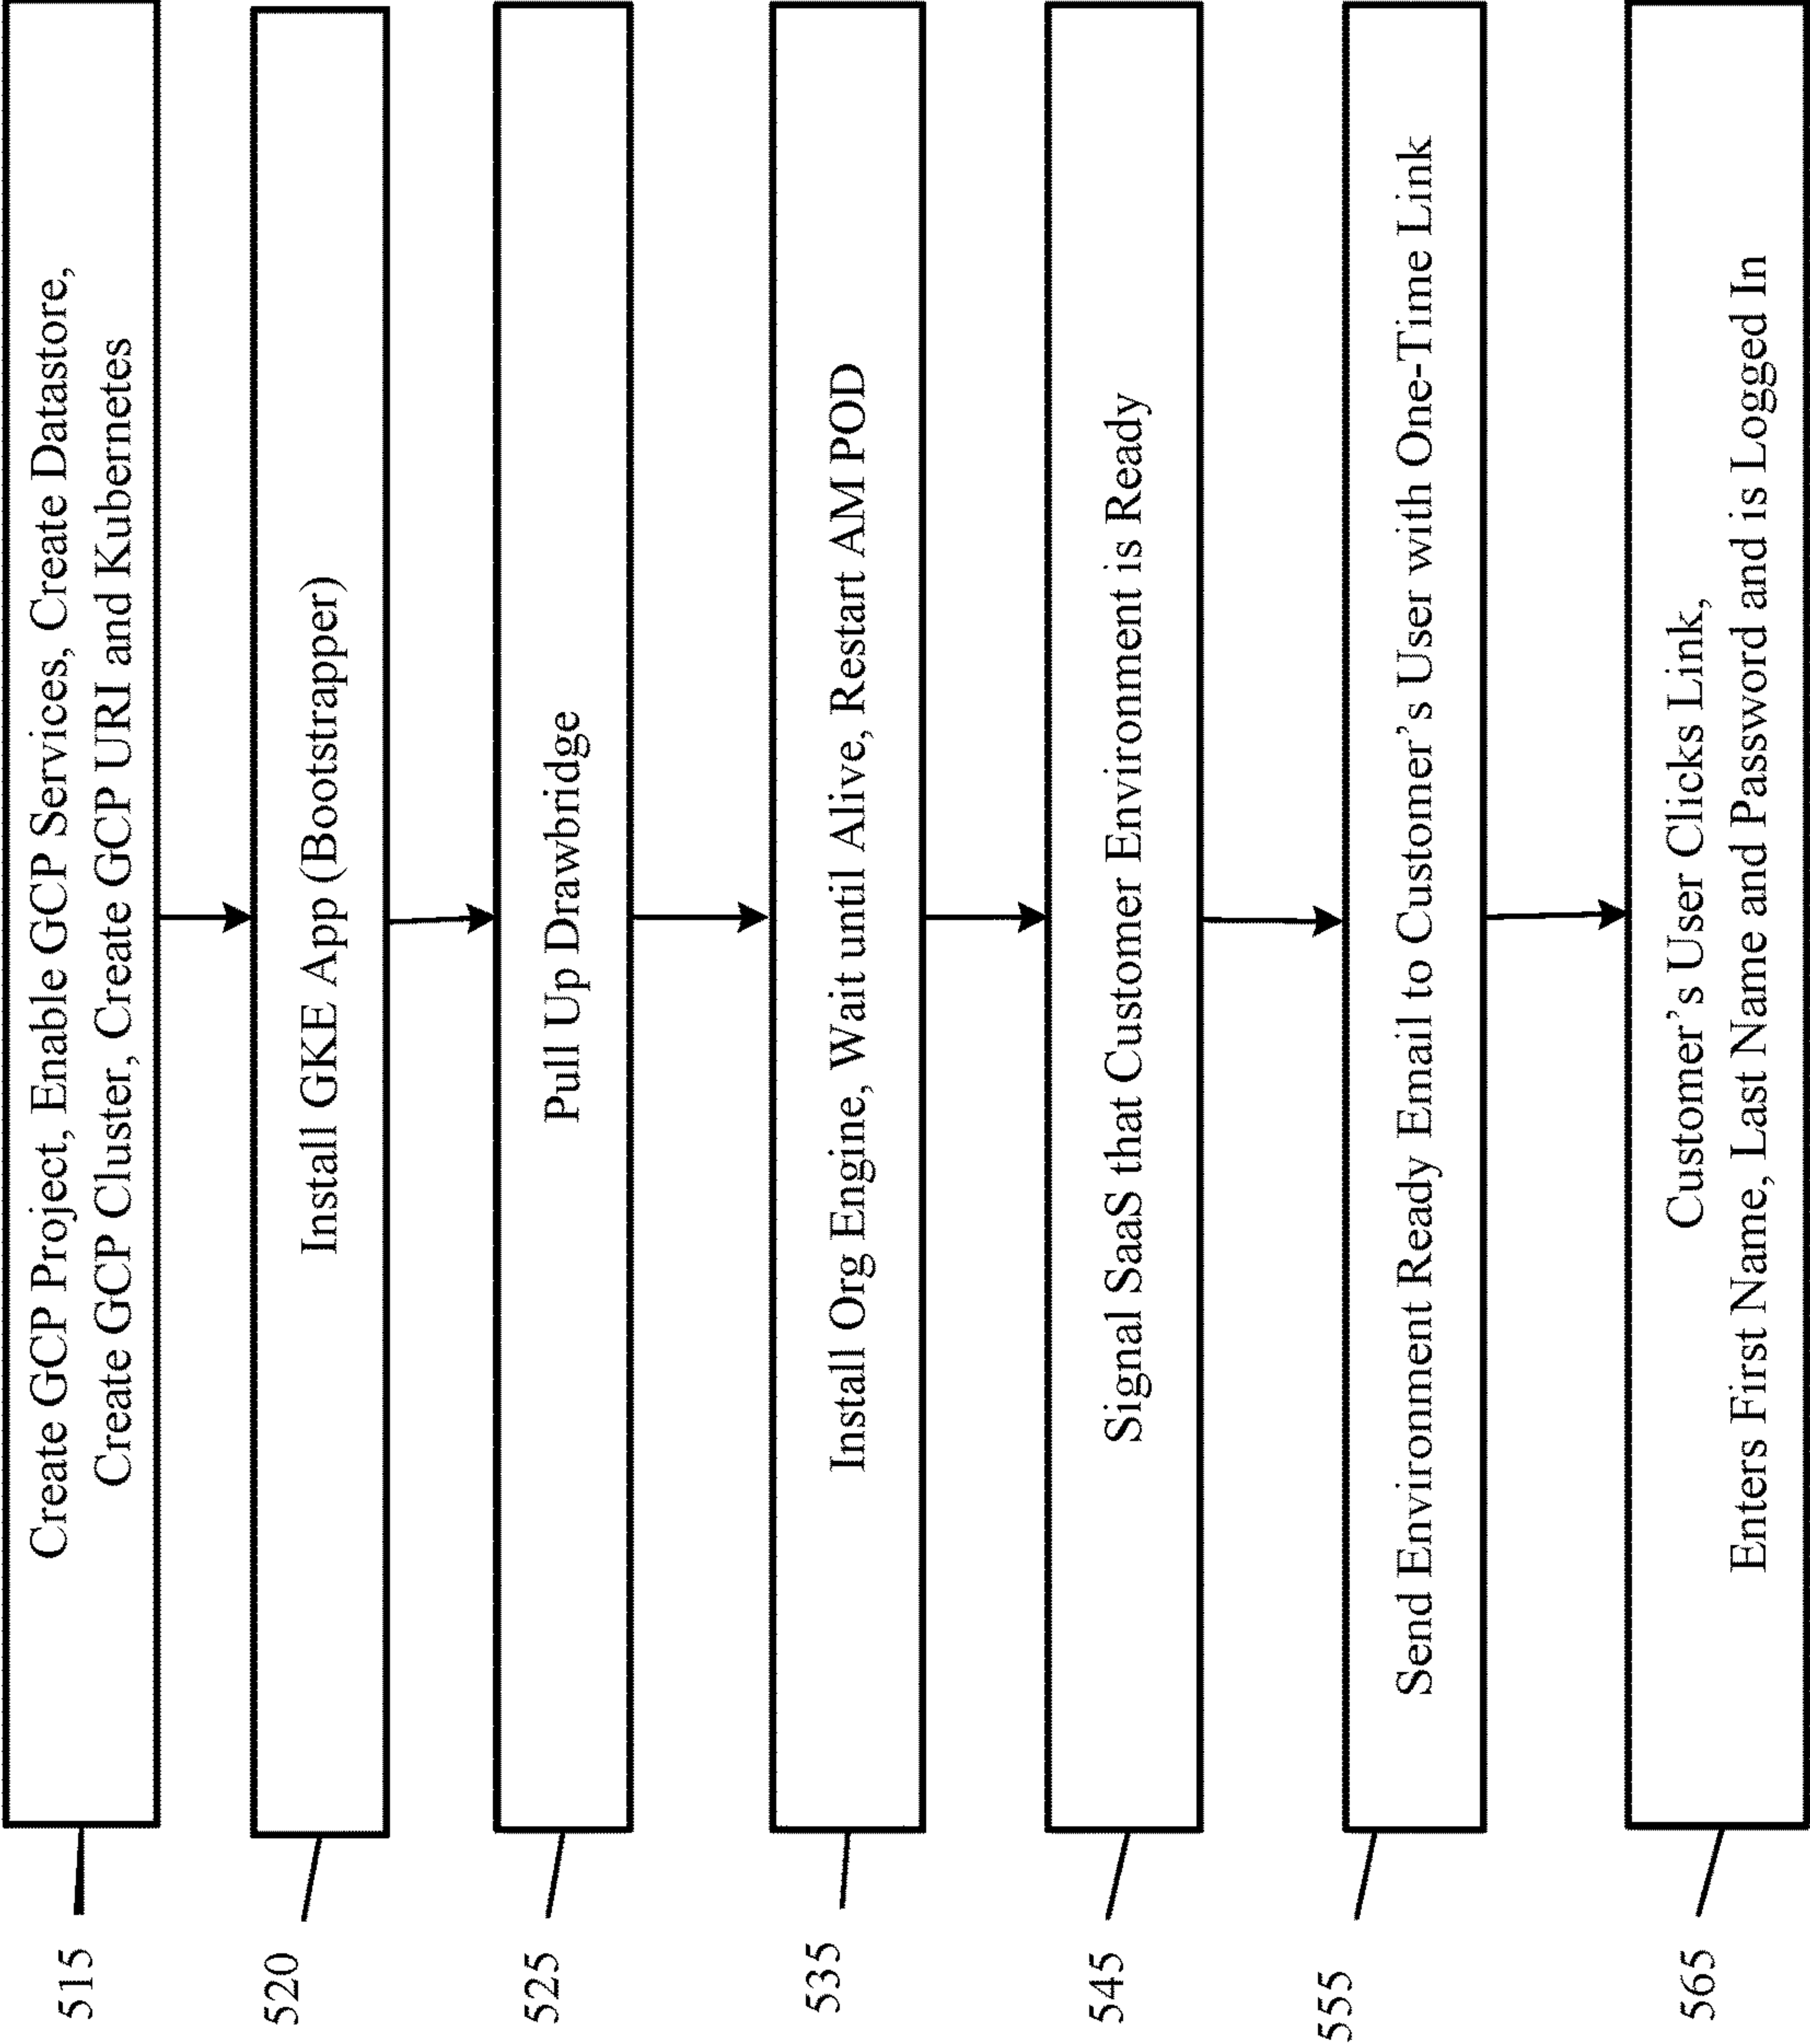 515
Create GCP Project, Enable GCP Services, Create Datastore,
Create GCP Cluster, Create GCP URI and Kubernetes
520
Install GKE App (Bootstrapper)
525
Pull Up Drawbridge
535
Install Org Engine, Wait until Alive, Restart AM POD
545
Signal SaaS that Customer Environment is Ready
555
Send Environment Ready Email to Customer’s User with One-Time Link
565
Customer’s User Clicks Link,
Enters First Name, Last Name and Password and is Logged In